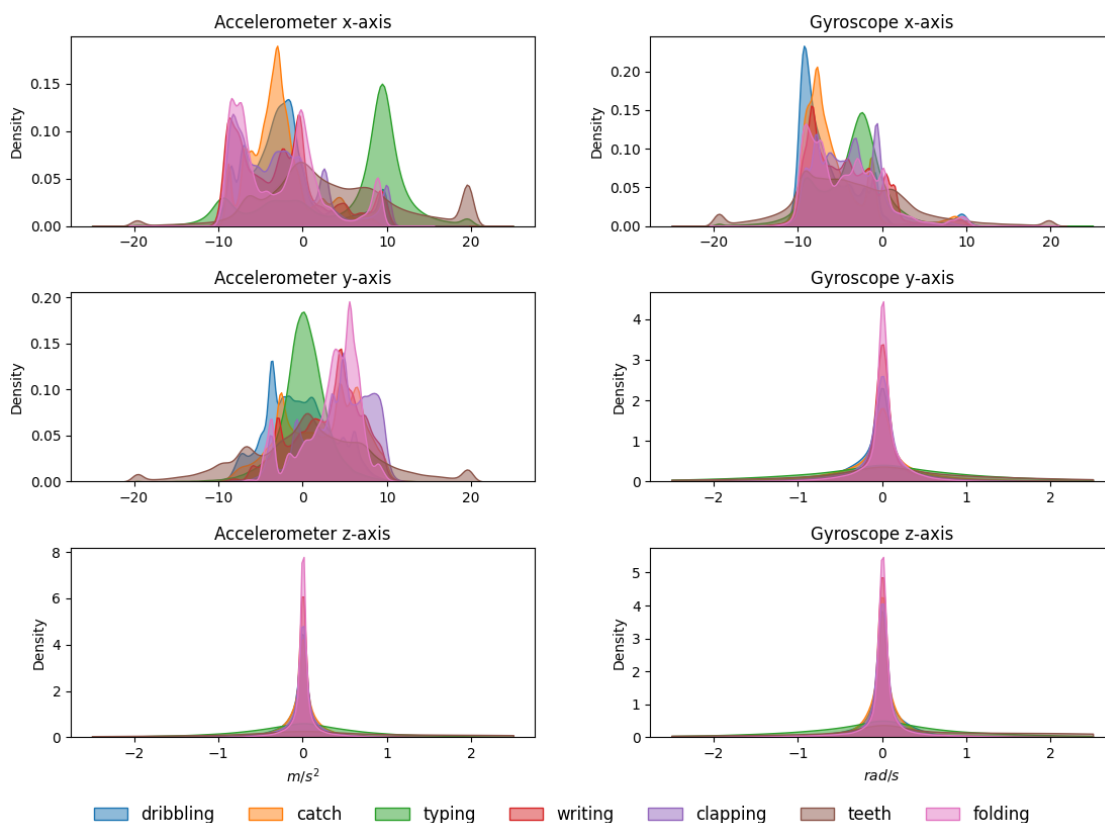 Accelerometer x-axis
Density
0.15
0.10
0.05
0.00
−20 −10 0 10 20
Gyroscope x-axis
Density
0.20
0.15
0.10
0.05
0.00
−20 −10 0 10 20
Accelerometer y-axis
Density
0.20
0.15
0.10
0.05
0.00
−20 −10 0 10 20
Gyroscope y-axis
Density
4
3
2
1
0
−2 −1 0 1 2
Accelerometer z-axis
Density
8
6
4
2
0
−2 −1 0 1 2
m/s²
Gyroscope z-axis
Density
5
4
3
2
1
0
−2 −1 0 1 2
rad/s
dribbling catch typing writing clapping teeth folding